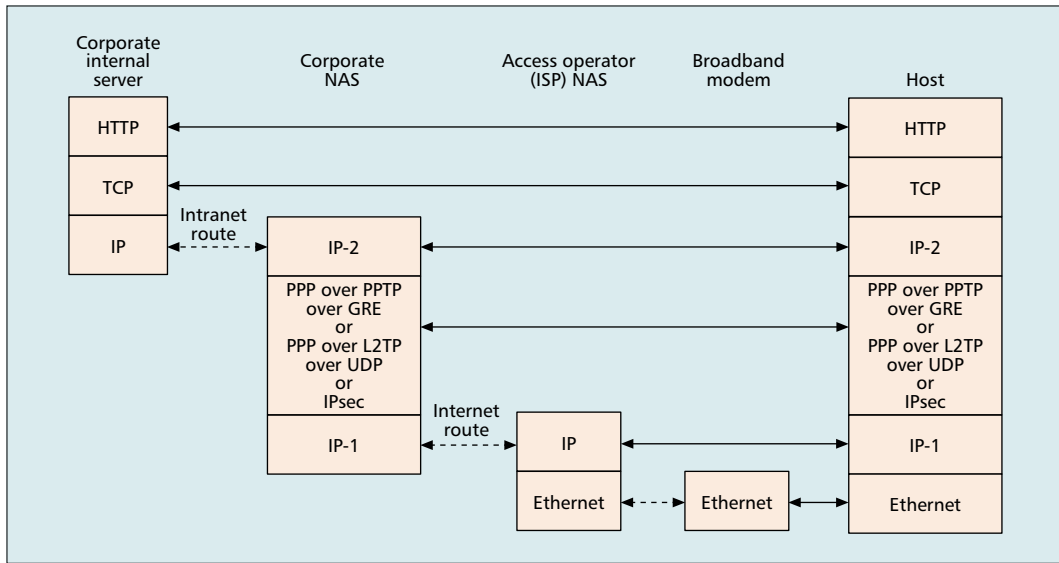 Corporate
internal
server
Corporate
NAS
Access operator
(ISP) NAS
Broadband
modem
Host
HTTP
HTTP
TCP
TCP
Intranet
route
IP
IP-2
IP-2
PPP over PPTP
over GRE
or
PPP over L2TP
over UDP
or
IPsec
PPP over PPTP
over GRE
or
PPP over L2TP
over UDP
or
IPsec
Internet
route
IP-1
IP
IP-1
Ethernet
Ethernet
Ethernet